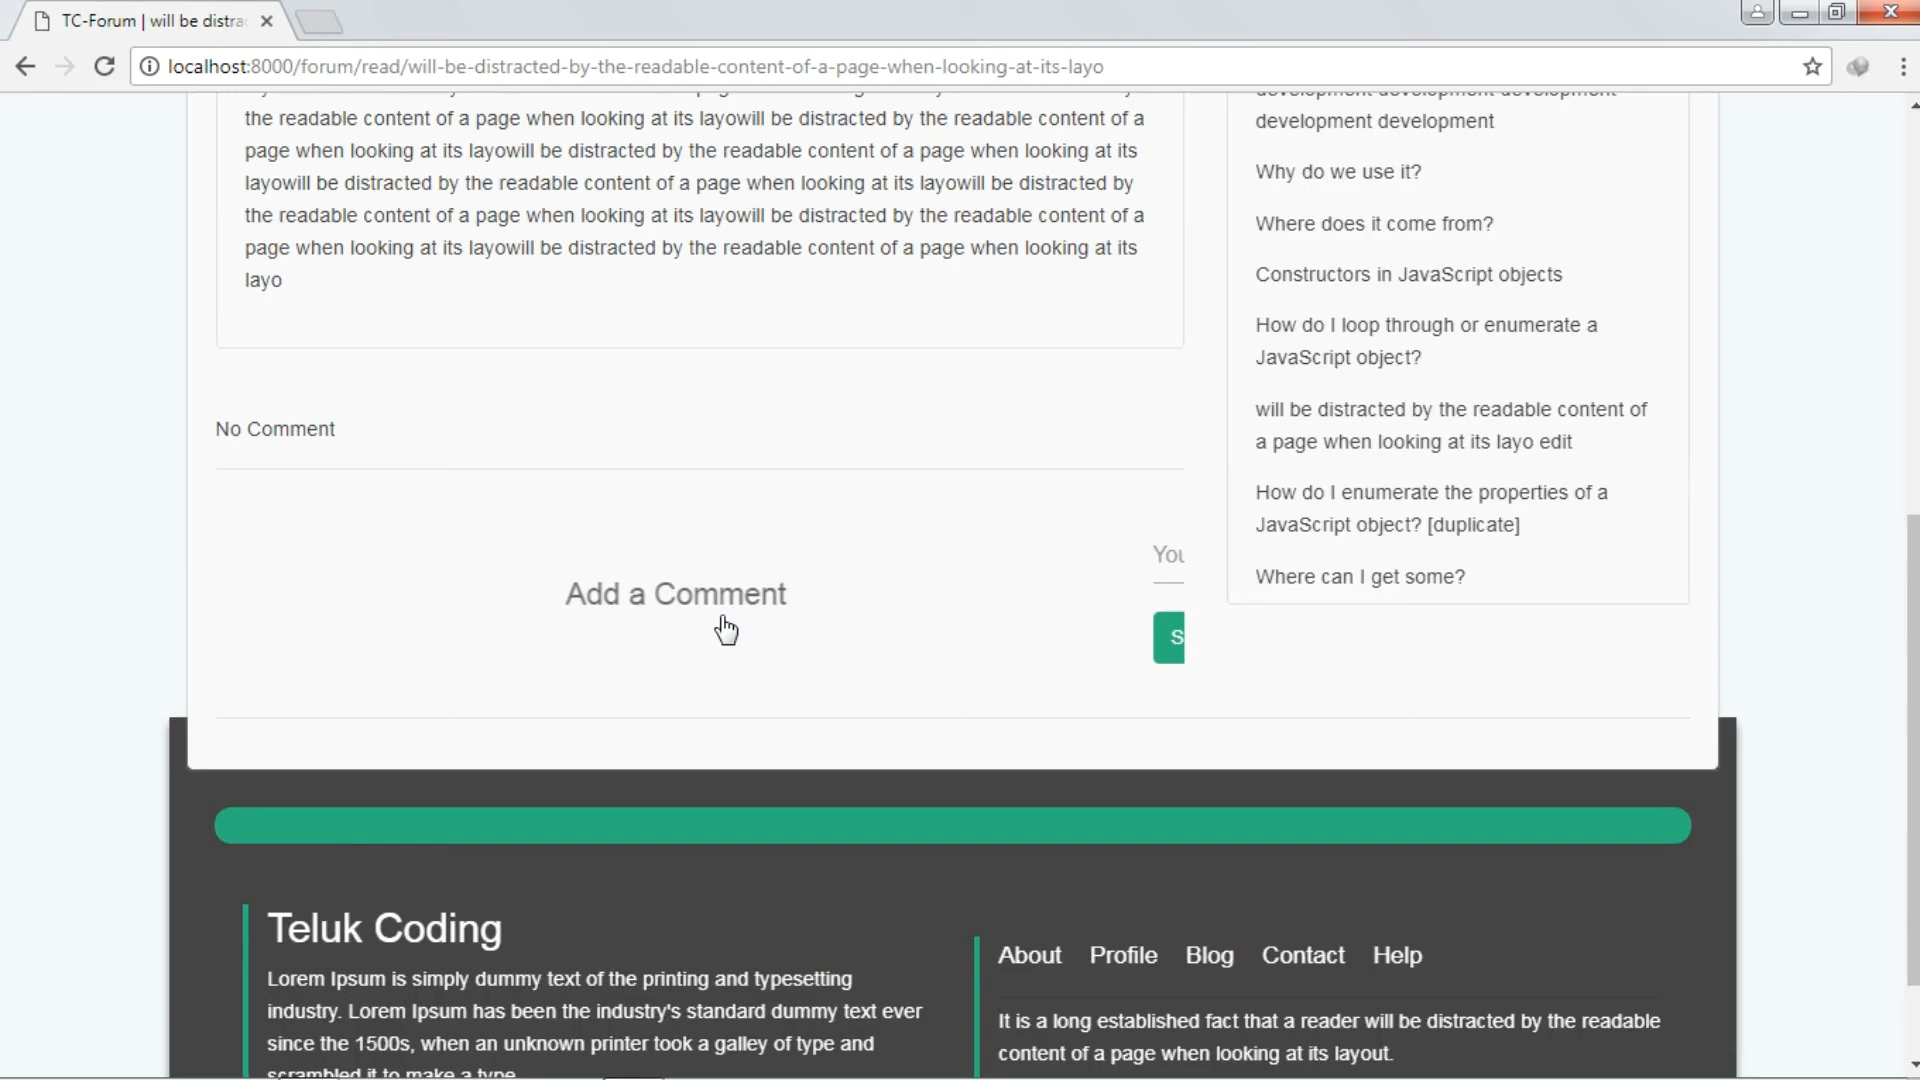 TC-Forum | will be distra
localhost:8000/forum/read/will-be-distracted-by-the-readable-content-of-a-page-when-looking-at-its-layo
the readable content of a page when looking at its layowill be distracted by the readable content of a
page when looking at its layowill be distracted by the readable content of a page when looking at its
layowill be distracted by the readable content of a page when looking at its layowill be distracted by
the readable content of a page when looking at its layowill be distracted by the readable content of a
page when looking at its layowill be distracted by the readable content of a page when looking at its
layo
No Comment
Add a Comment
You
S
development development development
development development
Why do we use it?
Where does it come from?
Constructors in JavaScript objects
How do I loop through or enumerate a
JavaScript object?
will be distracted by the readable content of
a page when looking at its layo edit
How do I enumerate the properties of a
JavaScript object? [duplicate]
Where can I get some?
Teluk Coding
Lorem Ipsum is simply dummy text of the printing and typesetting
industry. Lorem Ipsum has been the industry's standard dummy text ever
since the 1500s, when an unknown printer took a galley of type and
scrambled it to make a type
About Profile Blog Contact Help
It is a long established fact that a reader will be distracted by the readable
content of a page when looking at its layout.